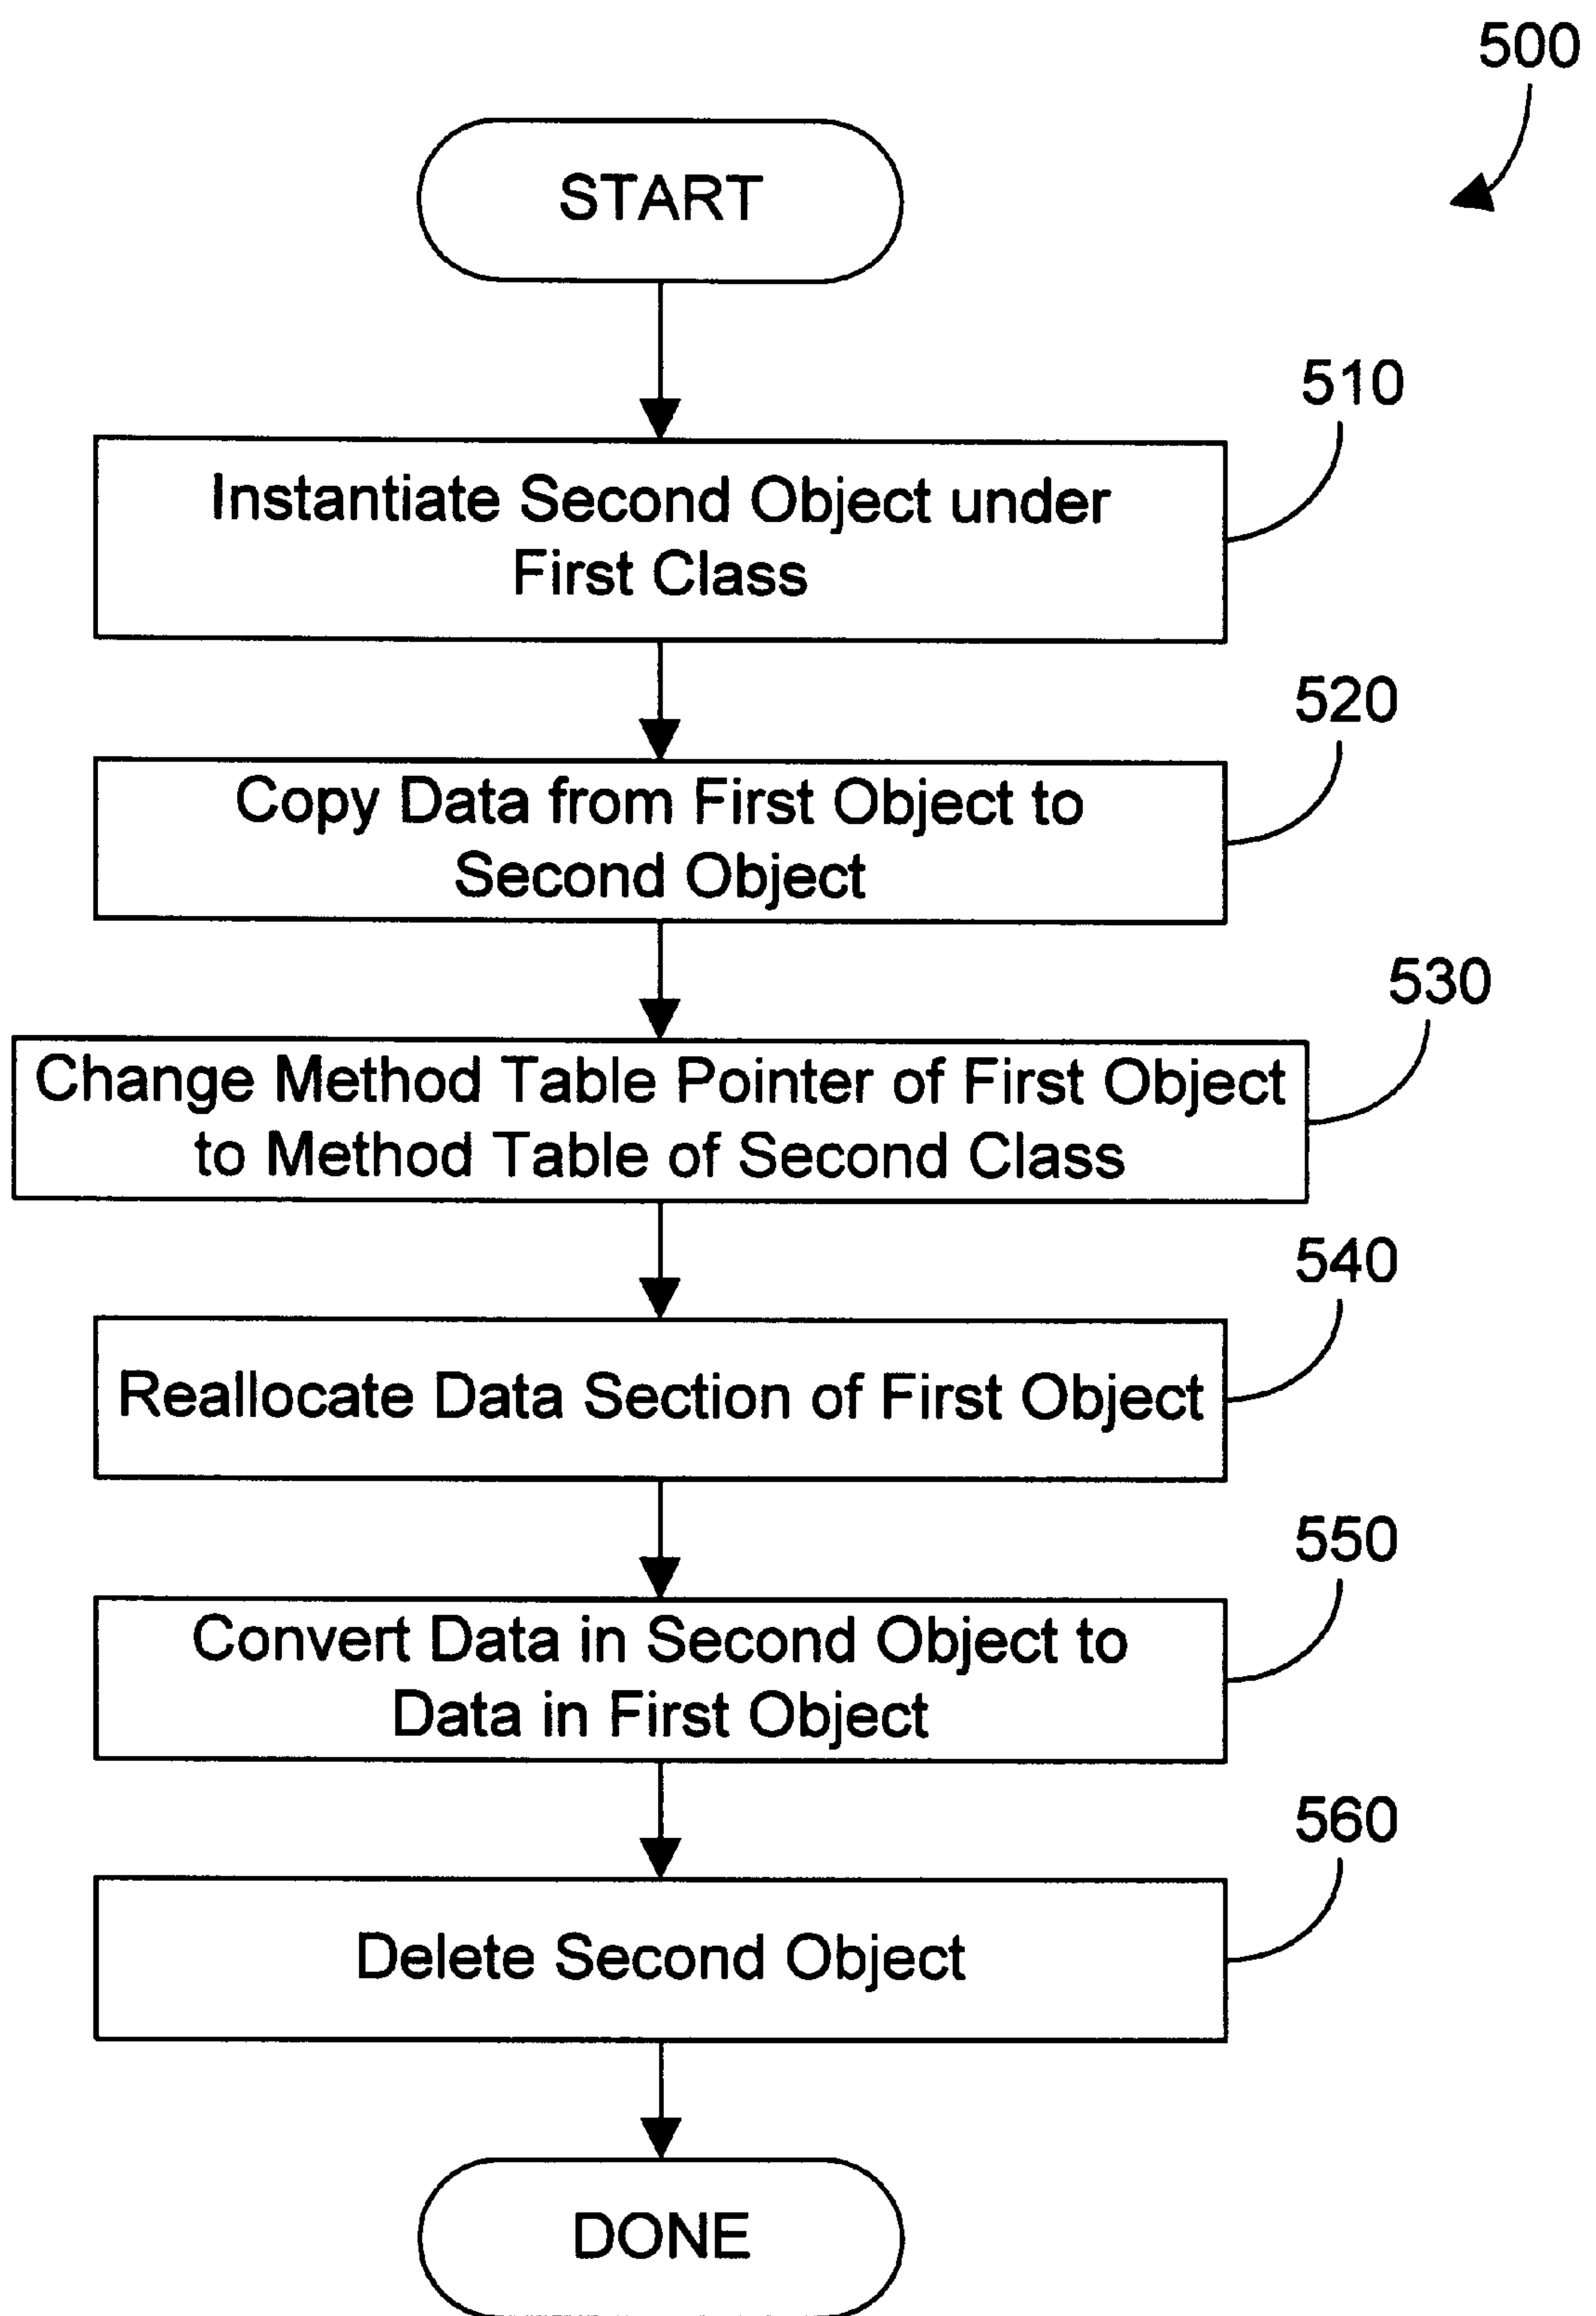 500
START
510
Instantiate Second Object under
First Class
520
Copy Data from First Object to
Second Object
530
Change Method Table Pointer of First Object
to Method Table of Second Class
540
Reallocate Data Section of First Object
550
Convert Data in Second Object to
Data in First Object
560
Delete Second Object
DONE